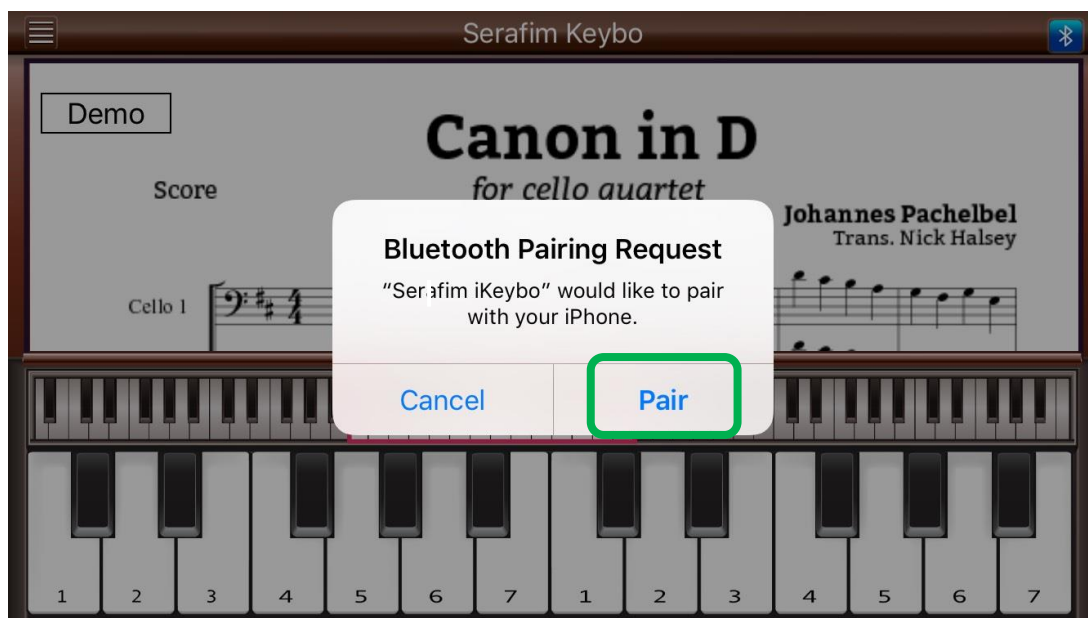 Serafim Keybo
Demo
Canon in D
for cello quartet
Score
Johannes Pachelbel
Trans. Nick Halsey
Bluetooth Pairing Request
“Serafim iKeybo” would like to pair
with your iPhone.
Cello 1
Cancel
Pair
1 2 3 4 5 6 7 1 2 3 4 5 6 7